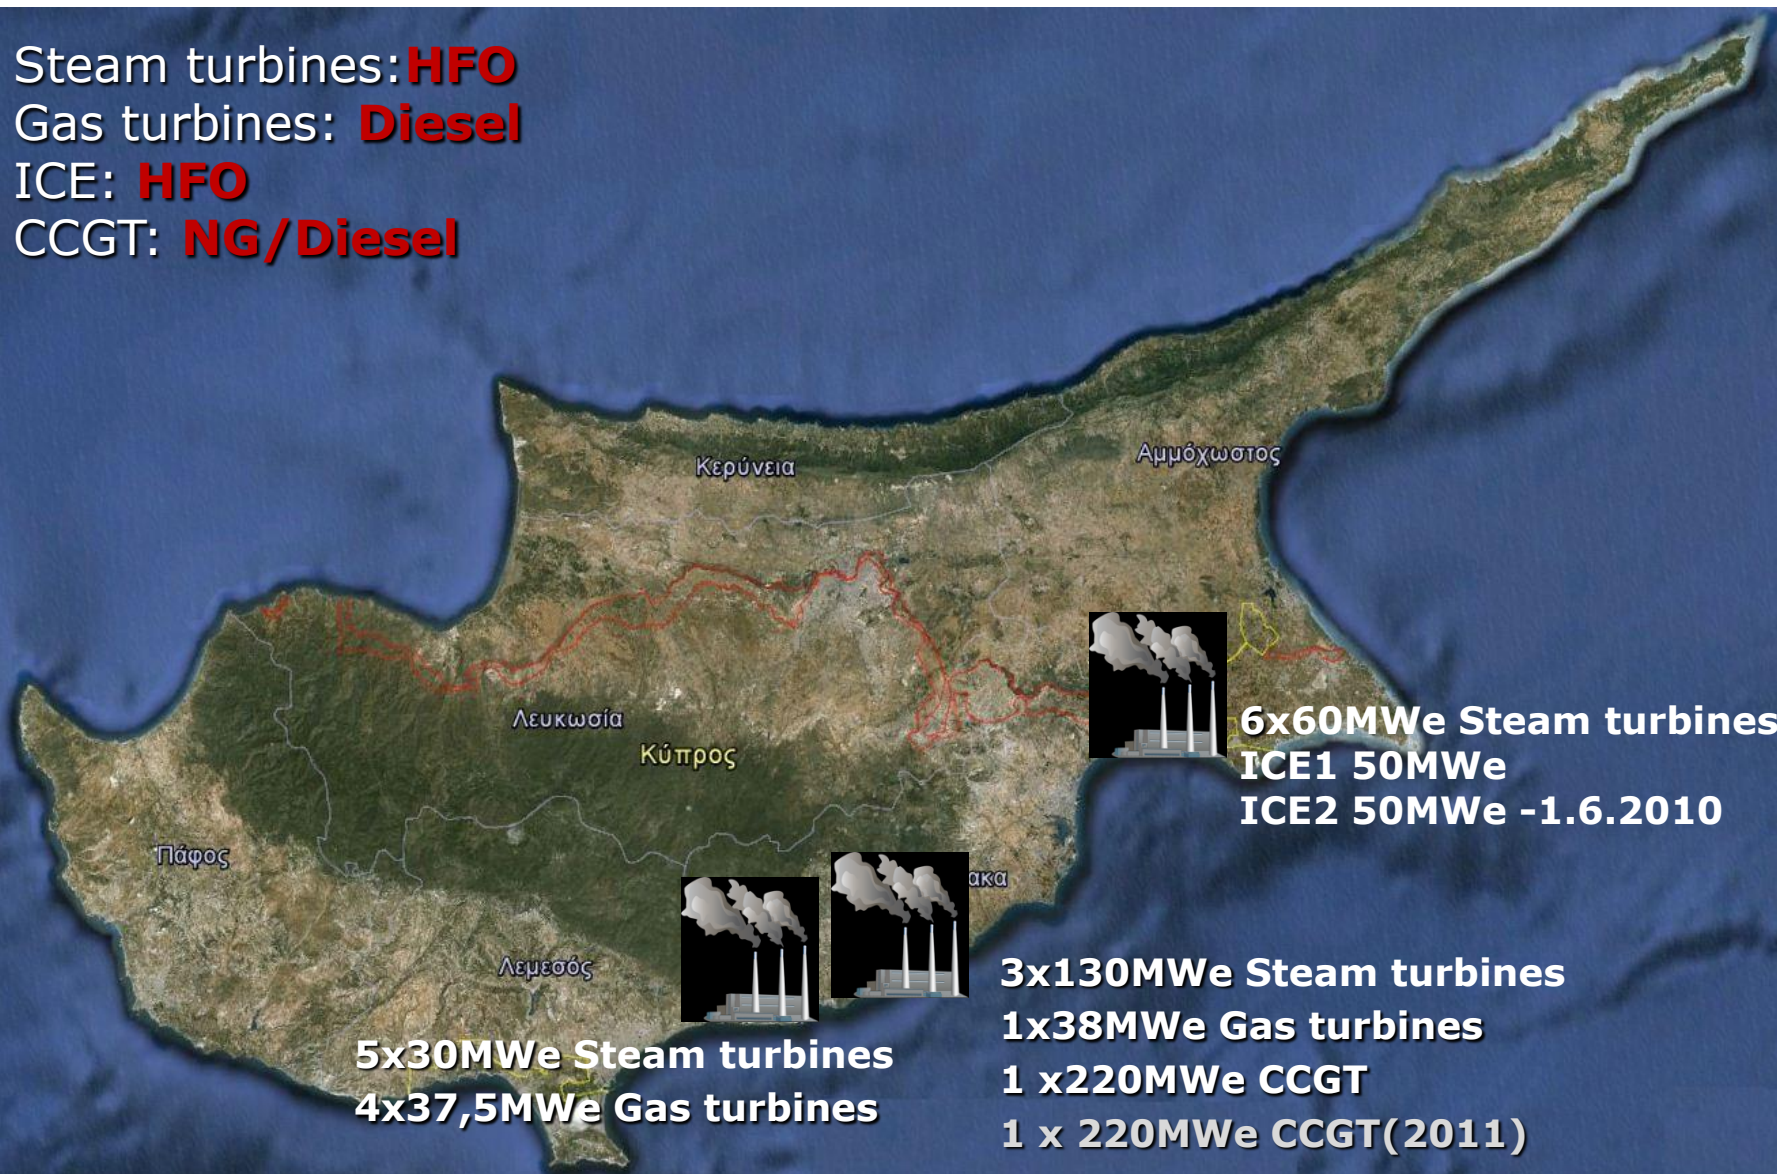 Steam turbines:HFO
Gas turbines: Diesel
ICE: HFO
CCGT: NG/Diesel
Κερύνεια
Αμμόχωστος
Λευκωσία
Κύπρος
6x60MWe Steam turbines
ICE1 50MWe
ICE2 50MWe -1.6.2010
Πάφος
ακα
Λεμεσός
3x130MWe Steam turbines
1x38MWe Gas turbines
1 x220MWe CCGT
1 x 220MWe CCGT(2011)
5x30MWe Steam turbines
4x37,5MWe Gas turbines